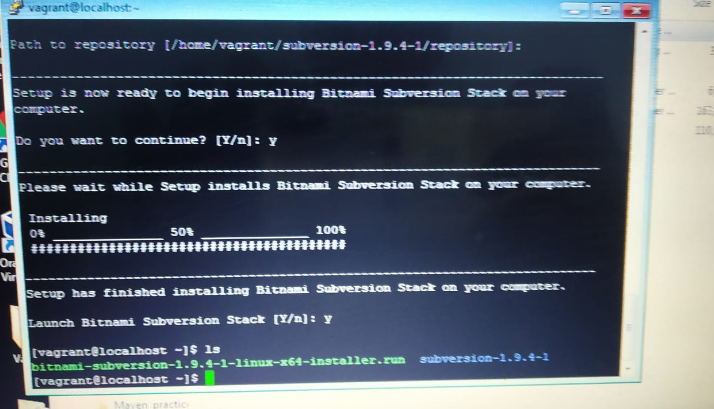 vagrant@localhost:~
Path to repository [/home/vagrant/subversion-1.9.4-1/repository]:
Setup is now ready to begin installing Bitnami Subversion Stack on your
computer.
Do you want to continue? [Y/n]: y
Please wait while Setup installs Bitnami Subversion Stack on your computer.
Installing
0% ______________ 50% ______________ 100%
#########################################
Setup has finished installing Bitnami Subversion Stack on your computer.
Launch Bitnami Subversion Stack [Y/n]: y
[vagrant@localhost ~]$ ls
bitnami-subversion-1.9.4-1-linux-x64-installer.run subversion-1.9.4-1
[vagrant@localhost ~]$
Maven practic
Size